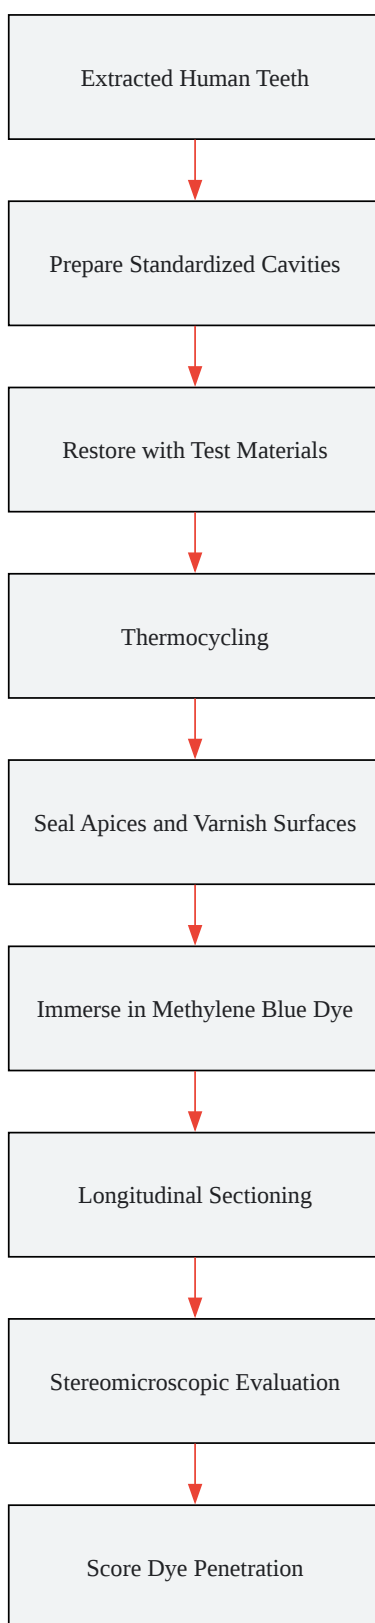 Extracted Human Teeth
Prepare Standardized Cavities
Restore with Test Materials
Thermocycling
Seal Apices and Varnish Surfaces
Immerse in Methylene Blue Dye
Longitudinal Sectioning
Stereomicroscopic Evaluation
Score Dye Penetration